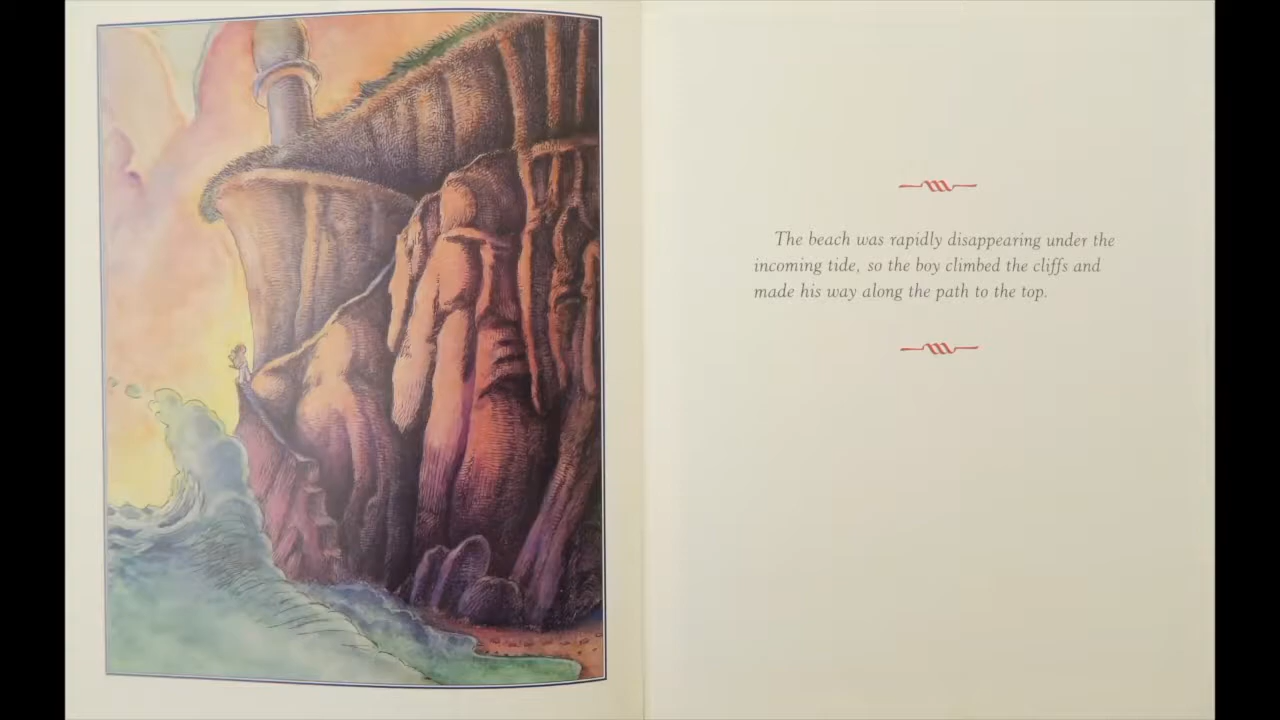 The beach was rapidly disappearing under the
incoming tide, so the boy climbed the cliffs and
made his way along the path to the top.